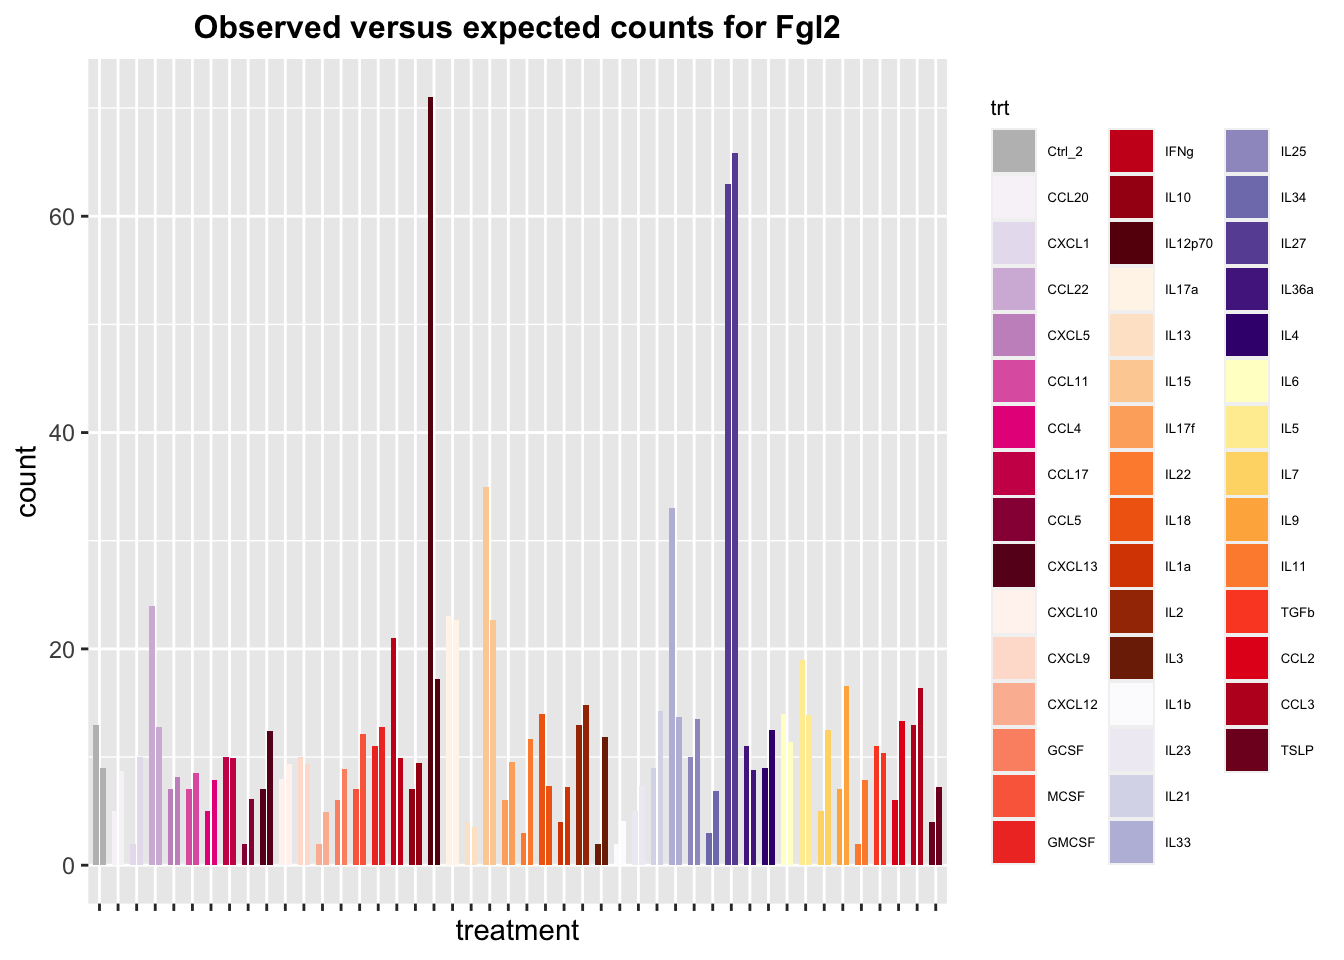 Observed versus expected counts for Fgl2
count
60
40
20
0
treatment
trt
Ctrl_2
CCL20
CXCL1
CCL22
CXCL5
CCL11
CCL4
CCL17
CCL5
CXCL13
CXCL10
CXCL9
CXCL12
GCSF
MCSF
GMCSF
IFNg
IL10
IL12p70
IL17a
IL13
IL15
IL17f
IL22
IL18
IL1a
IL2
IL3
IL1b
IL23
IL21
IL33
IL25
IL34
IL27
IL36a
IL4
IL6
IL5
IL7
IL9
IL11
TGFb
CCL2
CCL3
TSLP